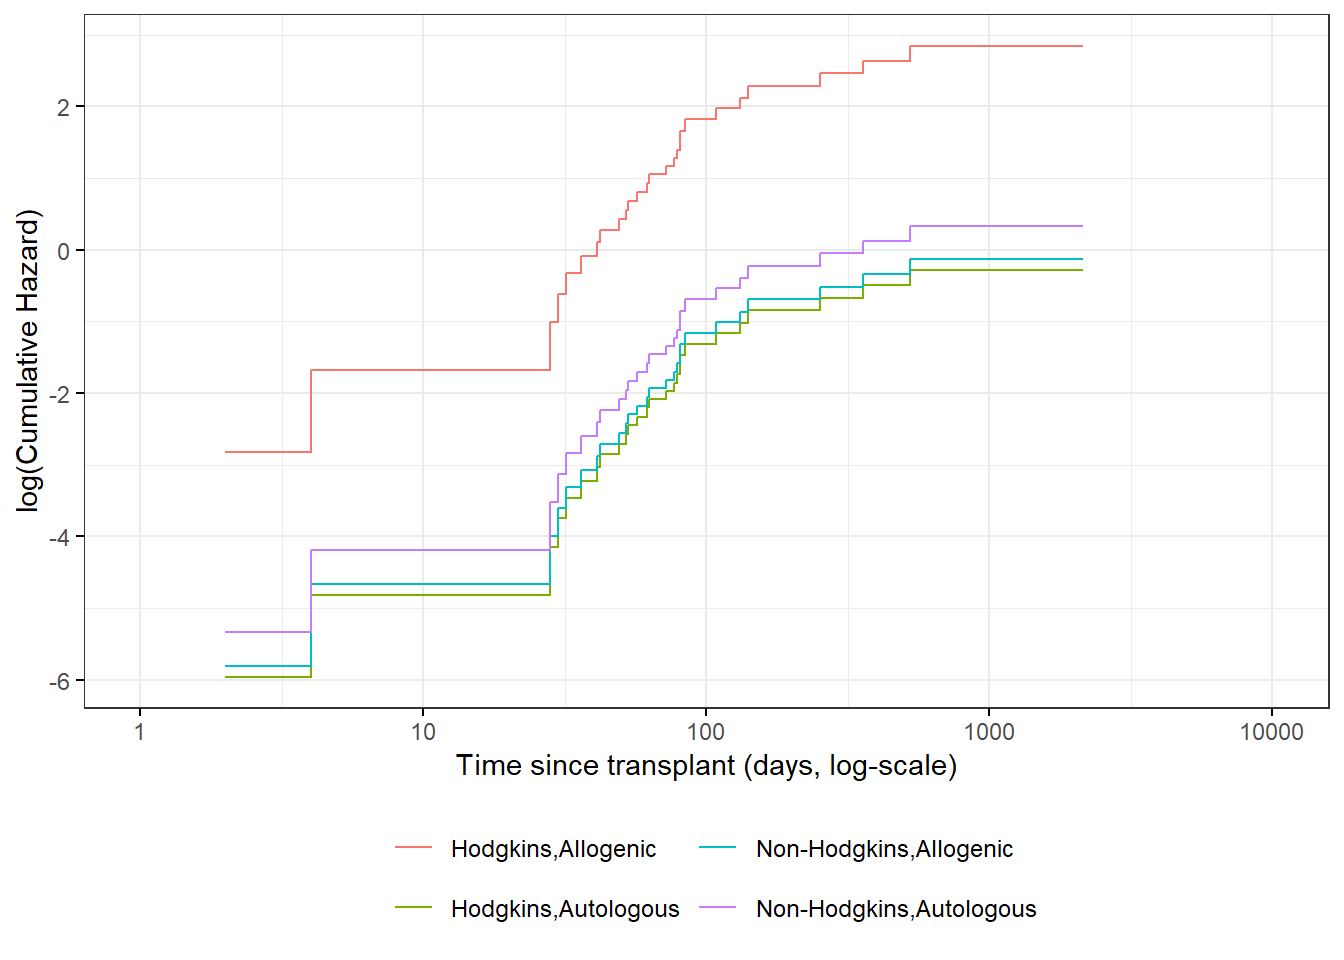 log(Cumulative Hazard)
2
0
-2
-4
-6
1 10 100 1000 10000
Time since transplant (days, log-scale)
Hodgkins,Allogenic Non-Hodgkins,Allogenic
Hodgkins,Autologous Non-Hodgkins,Autologous